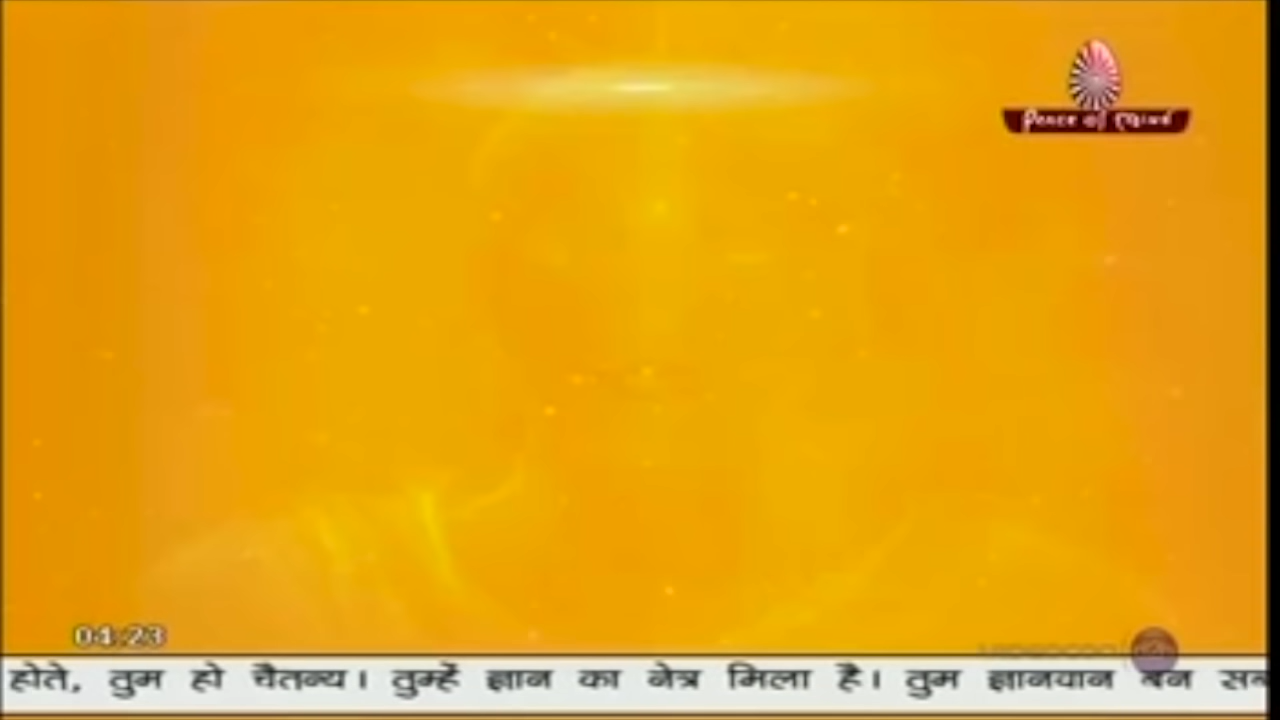 Peace of Mind
04:23
होते, तुम हो चैतन्य। तुम्हें ज्ञान का नेत्र मिला है। तुम ज्ञानवान बन